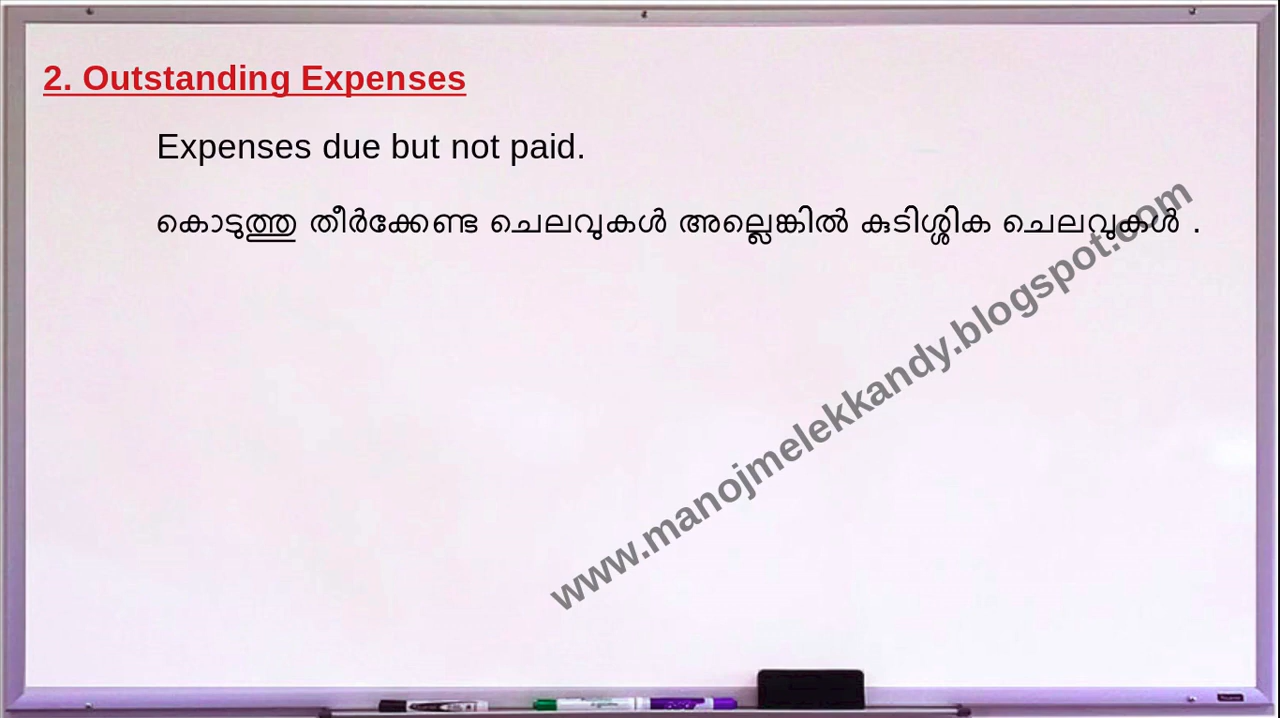 2. Outstanding Expenses
Expenses due but not paid.
കൊടുത്തു തീർക്കേണ്ട ചെലവുകൾ അല്ലെങ്കിൽ കുടിശ്ശിക ചെലവുകൾ .
www.manojmelekkandy.blogspot.com